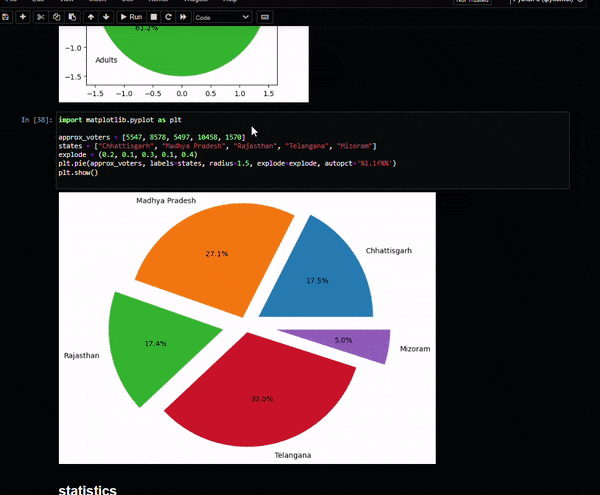 Not Trusted
Run
Code
61.2%
−1.0
Adults
−1.5
−1.5 −1.0 −0.5 0.0 0.5 1.0 1.5
In [38]:
import matplotlib.pyplot as plt
approx_voters = [5547, 8578, 5497, 10458, 1570]
states = ["Chhattisgarh", "Madhya Pradesh", "Rajasthan", "Telangana", "Mizoram"]
explode = (0.2, 0.1, 0.3, 0.1, 0.4)
plt.pie(approx_voters, labels=states, radius=1.5, explode=explode, autopct='%1.1f%%')
plt.show()
Madhya Pradesh
27.1%
Chhattisgarh
17.5%
Rajasthan
17.4%
5.0%
Mizoram
33.0%
Telangana
statistics